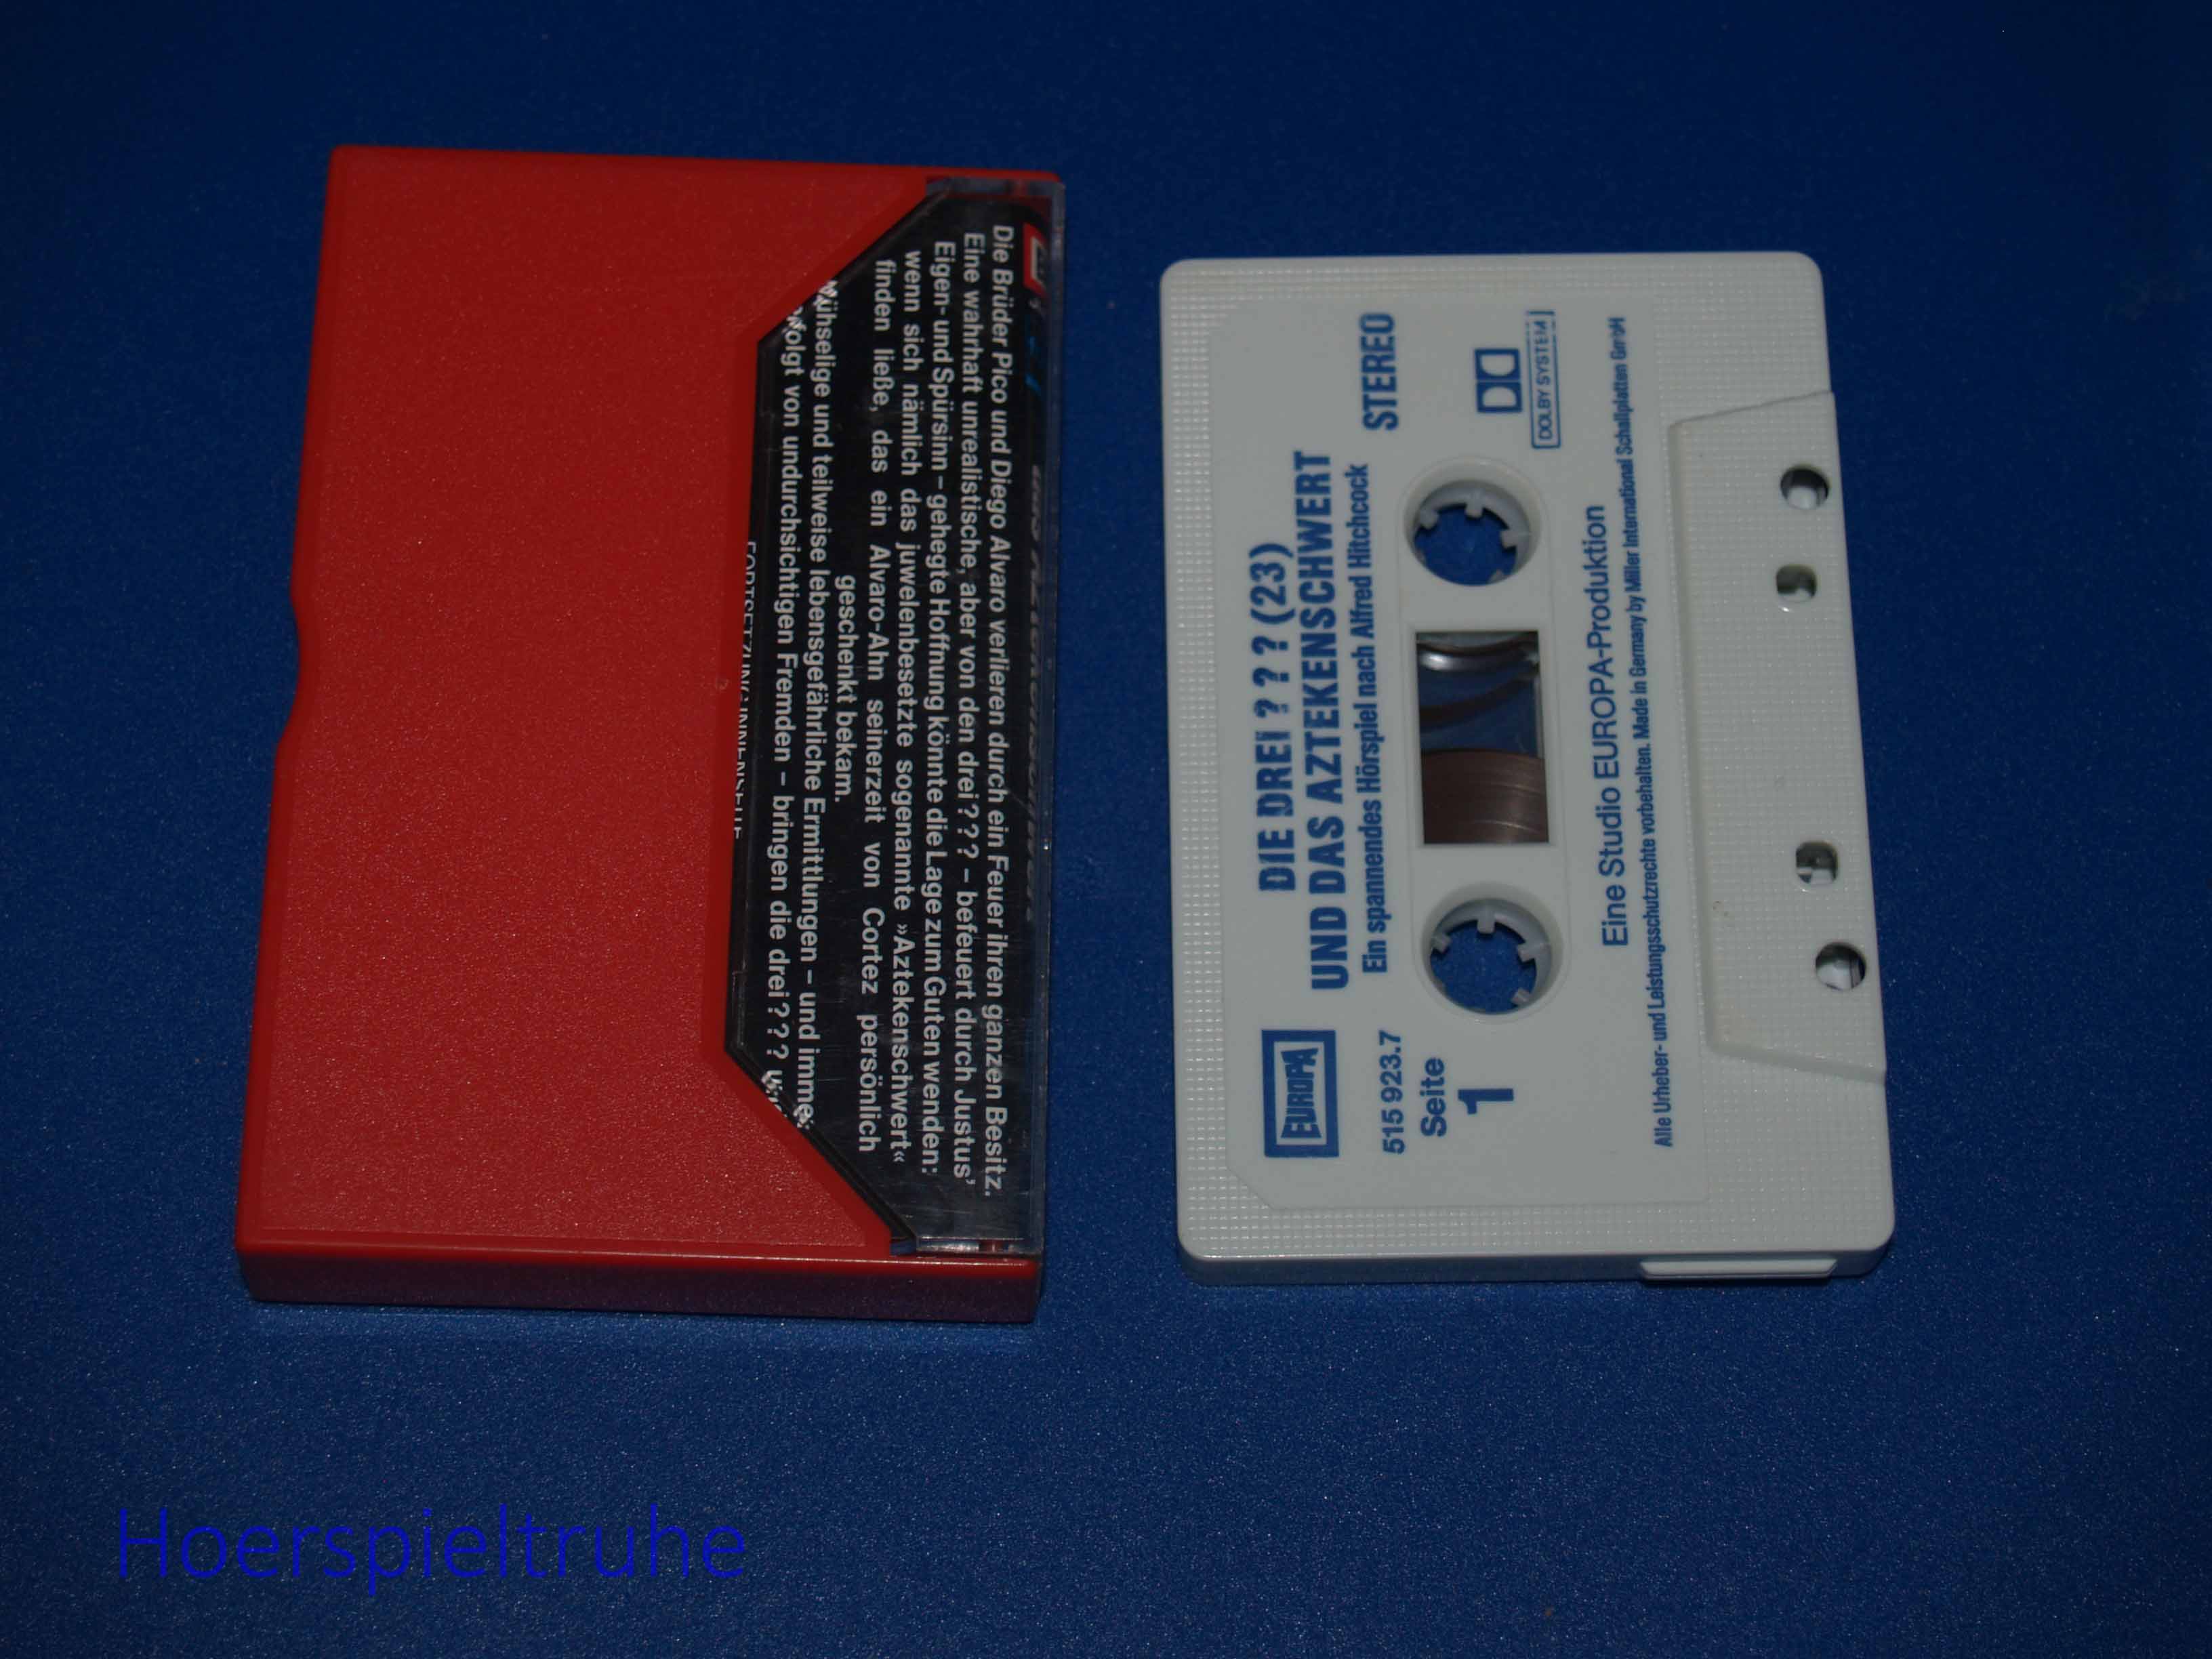 Die Brüder Pico und Diego Alvaro verlieren durch ein Feuer ihren ganzen Besitz.
Eine wahrhaft unrealistische, aber von den drei ??? – befeuert durch Justus'
Eigen- und Spürsinn – gehegte Hoffnung könnte die Lage zum Guten wenden:
wenn sich nämlich das juwelenbesetzte sogenannte »Aztekenschwert«
finden ließe, das ein Alvaro-Ahn seinerzeit von Cortez persönlich
geschenkt bekam.
Mühselige und teilweise lebensgefährliche Ermittlungen – und immer
von undurchsichtigen Fremden – bringen die drei ???
FORTSETZUNG INNENSEITE
DIE DREI ??? (23)
UND DAS AZTEKENSCHWERT
Ein spannendes Hörspiel nach Alfred Hitchcock
STEREO
EUROPA
515 923.7
Seite
1
DOLBY SYSTEM
Eine Studio EUROPA-Produktion
Alle Urheber- und Leistungsschutzrechte vorbehalten. Made in Germany by Miller International Schallplatten GmbH
Hoerspieltruhe